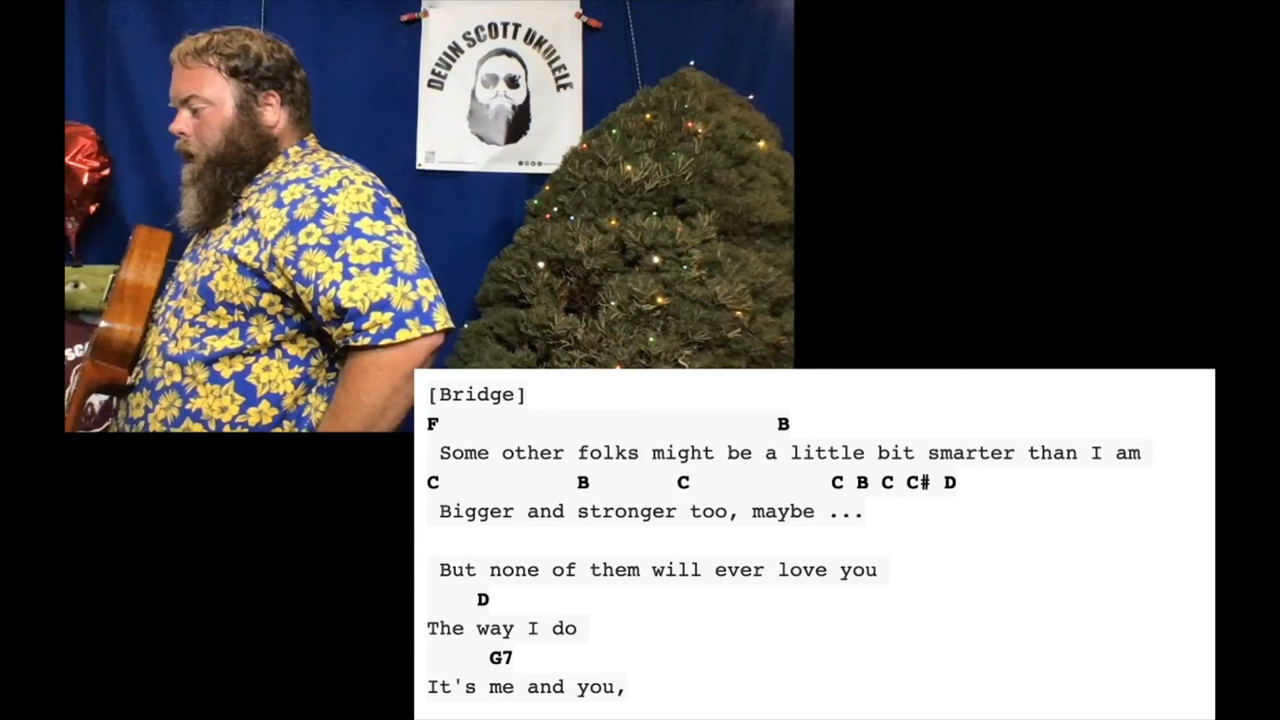 DEVIN SCOTT UKULELE
[Bridge]
F B
Some other folks might be a little bit smarter than I am
C B C C B C C# D
Bigger and stronger too, maybe ...
But none of them will ever love you
D
The way I do
G7
It's me and you,